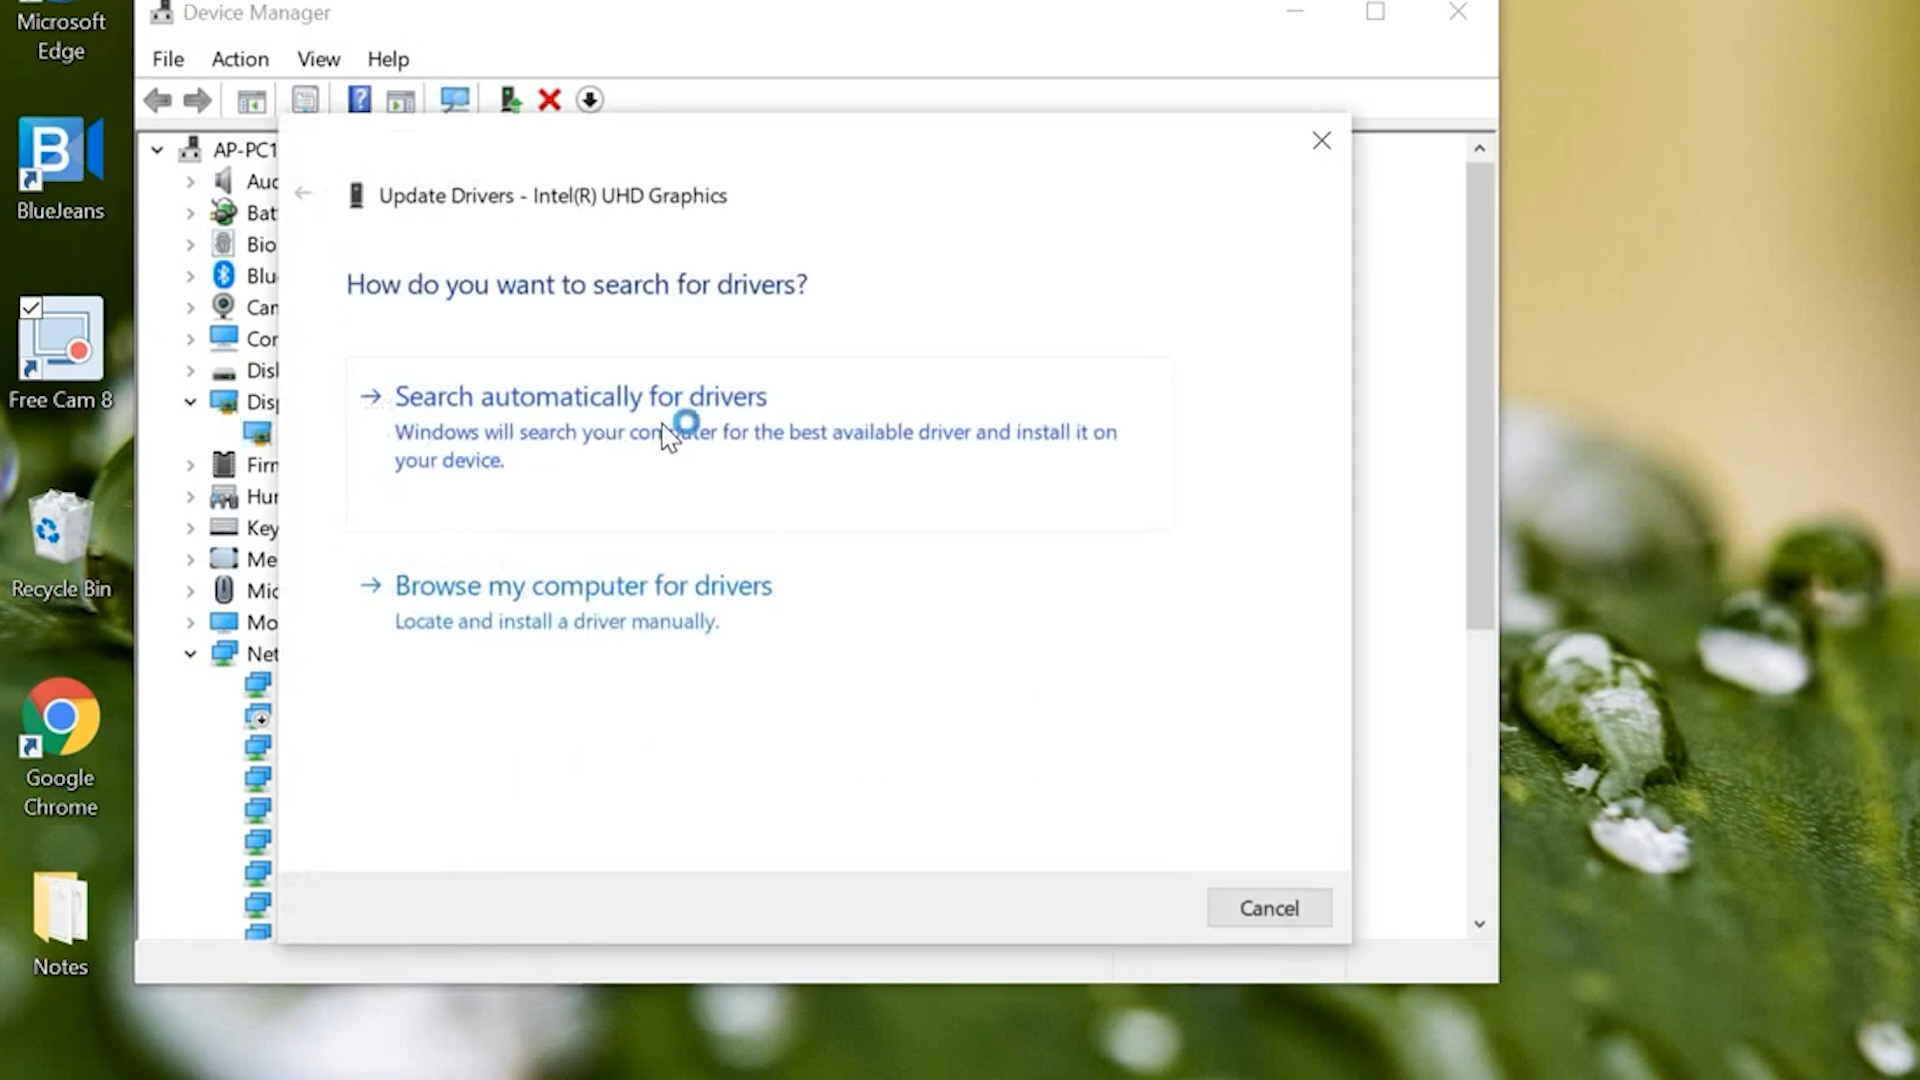 Microsoft
Edge
BlueJeans
Free Cam 8
Recycle Bin
Google
Chrome
Notes
Device Manager
File Action View Help
AP-PC1
Aud
Batt
Bio
Blu
Can
Cor
Disk
Disp
Firm
Hur
Key
Me
Mic
Mo
Net
Update Drivers - Intel(R) UHD Graphics
How do you want to search for drivers?
Search automatically for drivers
Windows will search your computer for the best available driver and install it on
your device.
Browse my computer for drivers
Locate and install a driver manually.
Cancel